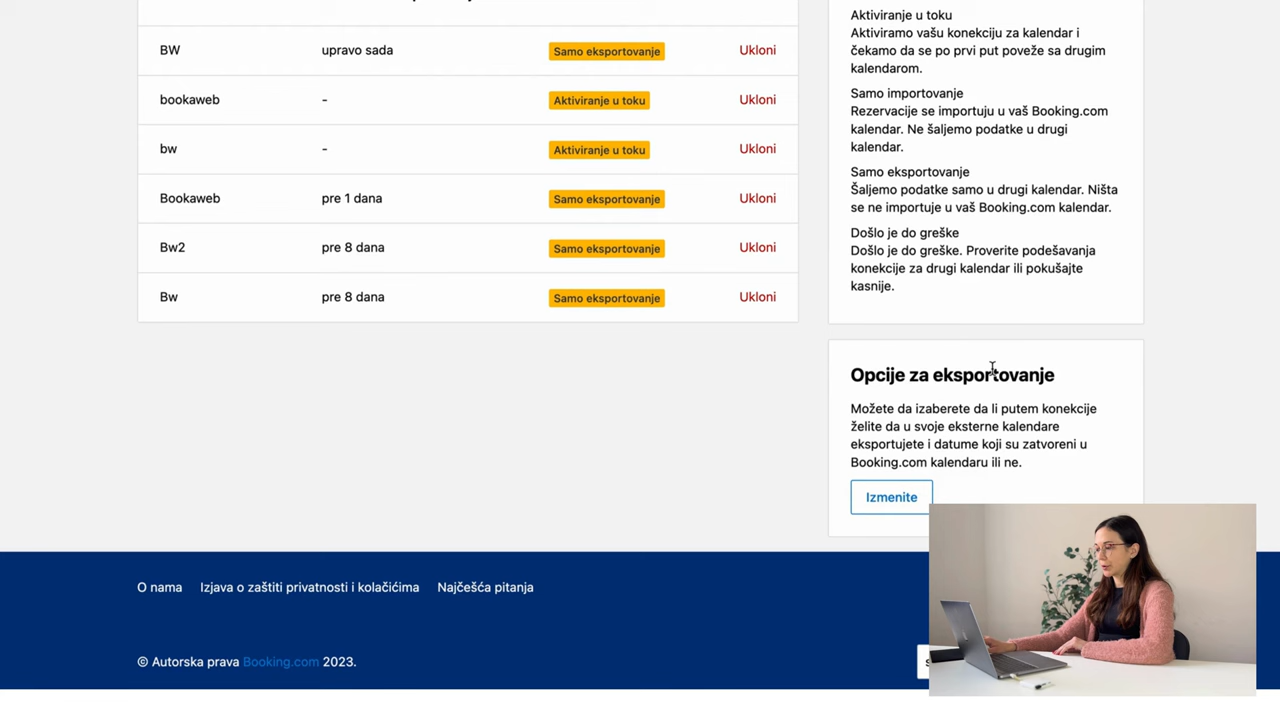 BW upravo sada Samo eksportovanje Ukloni
bookaweb - Aktiviranje u toku Ukloni
bw - Aktiviranje u toku Ukloni
Bookaweb pre 1 dana Samo eksportovanje Ukloni
Bw2 pre 8 dana Samo eksportovanje Ukloni
Bw pre 8 dana Samo eksportovanje Ukloni
Aktiviranje u toku
Aktiviramo vašu konekciju za kalendar i
čekamo da se po prvi put poveže sa drugim
kalendarom.
Samo importovanje
Rezervacije se importuju u vaš Booking.com
kalendar. Ne šaljemo podatke u drugi
kalendar.
Samo eksportovanje
Šaljemo podatke samo u drugi kalendar. Ništa
se ne importuje u vaš Booking.com kalendar.
Došlo je do greške
Došlo je do greške. Proverite podešavanja
konekcije za drugi kalendar ili pokušajte
kasnije.
Opcije za eksportovanje
Možete da izaberete da li putem konekcije
želite da u svoje eksterne kalendare
eksportujete i datume koji su zatvoreni u
Booking.com kalendaru ili ne.
Izmenite
O nama Izjava o zaštiti privatnosti i kolačićima Najčešća pitanja
© Autorska prava Booking.com 2023.